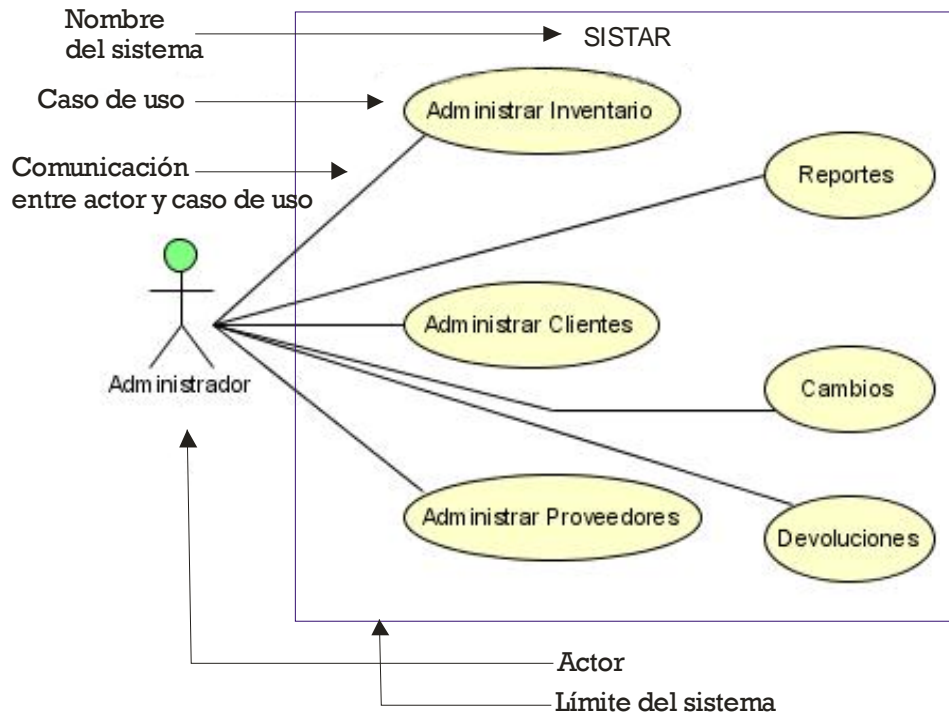 Nombre
del sistema
SISTAR
Caso de uso
Administrar Inventario
Comunicación
entre actor y caso de uso
Reportes
Administrar Clientes
Administrador
Cambios
Administrar Proveedores
Devoluciones
Actor
Límite del sistema